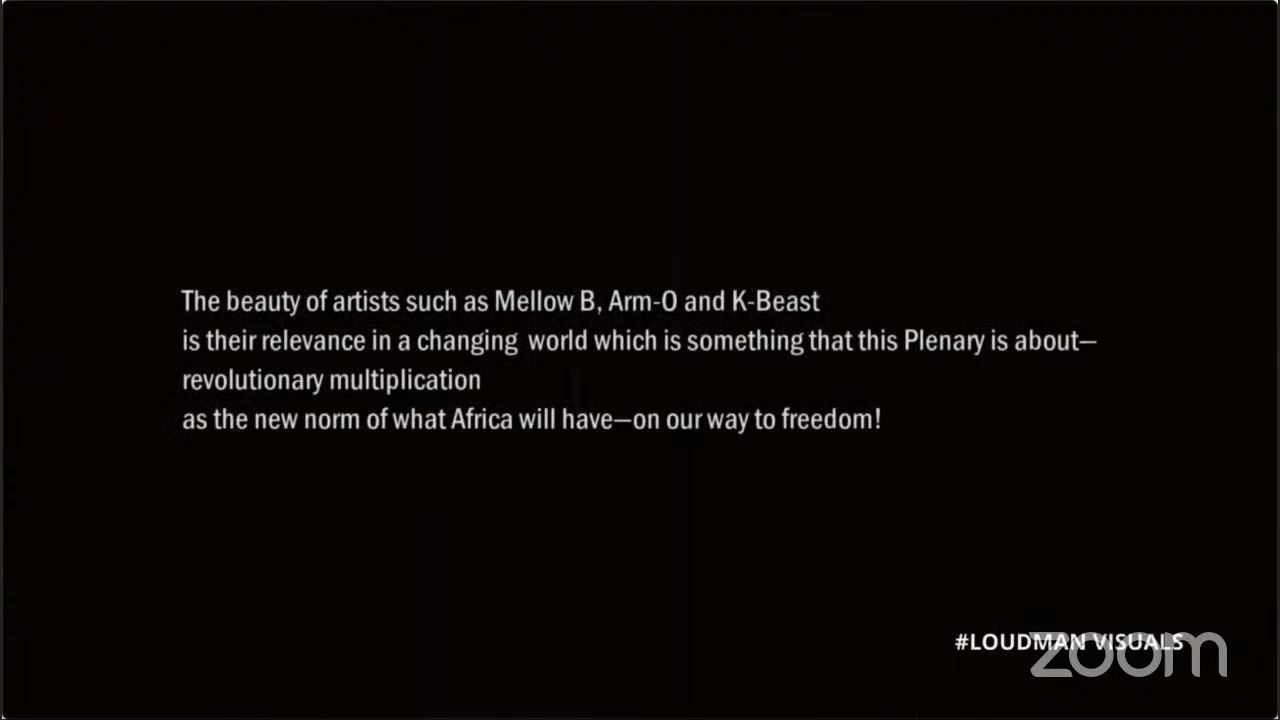 The beauty of artists such as Mellow B, Arm-O and K-Beast
is their relevance in a changing world which is something that this Plenary is about—
revolutionary multiplication
as the new norm of what Africa will have—on our way to freedom!
#LOUDMAN VISUALS
zoom